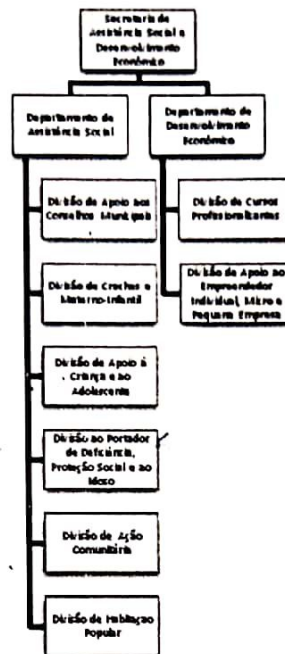 Secretaria de
Assistência Social e
Desenvolvimento
Econômico
Departamento de
Assistência Social
Departamento de
Desenvolvimento
Econômico
Divisão de Apoio aos
Conselhos Municipais
Divisão de Creches e
Materno-Infantil
Divisão de Apoio à
Criança e ao
Adolescente
Divisão ao Portador
de Deficiência,
Proteção Social e ao
Idoso
Divisão de Ação
Comunitária
Divisão de Habitação
Popular
Divisão de Cursos
Profissionalizantes
Divisão de Apoio ao
Empreendedor
Individual, Micro e
Pequena Empresa